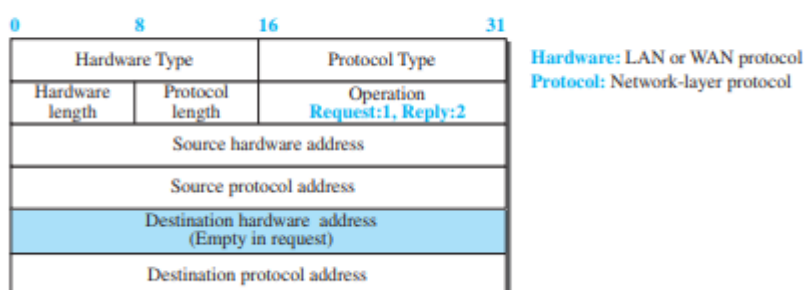 0 8 16 31
Hardware Type Protocol Type
Hardware: LAN or WAN protocol
Protocol: Network-layer protocol
Hardware length Protocol length Operation
Request:1, Reply:2
Source hardware address
Source protocol address
Destination hardware address
(Empty in request)
Destination protocol address